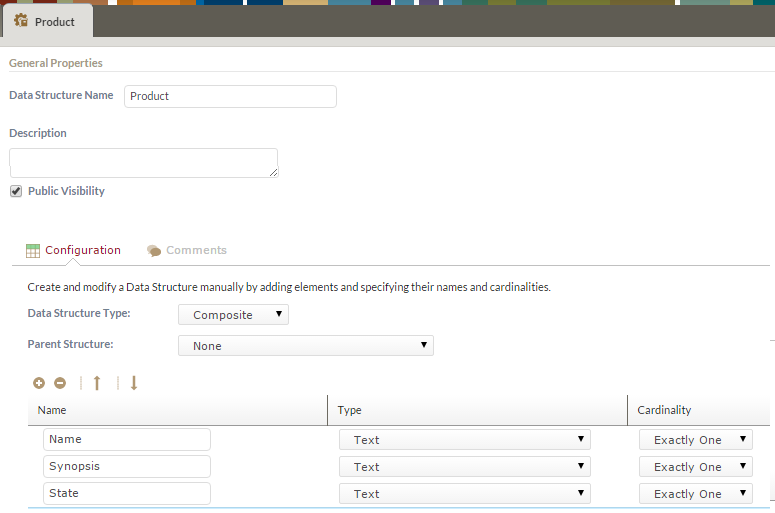 Product
General Properties
Data Structure Name Product
Description
Public Visibility
Configuration Comments
Create and modify a Data Structure manually by adding elements and specifying their names and cardinalities.
Data Structure Type: Composite
Parent Structure: None
Name Type Cardinality
Name Text Exactly One
Synopsis Text Exactly One
State Text Exactly One